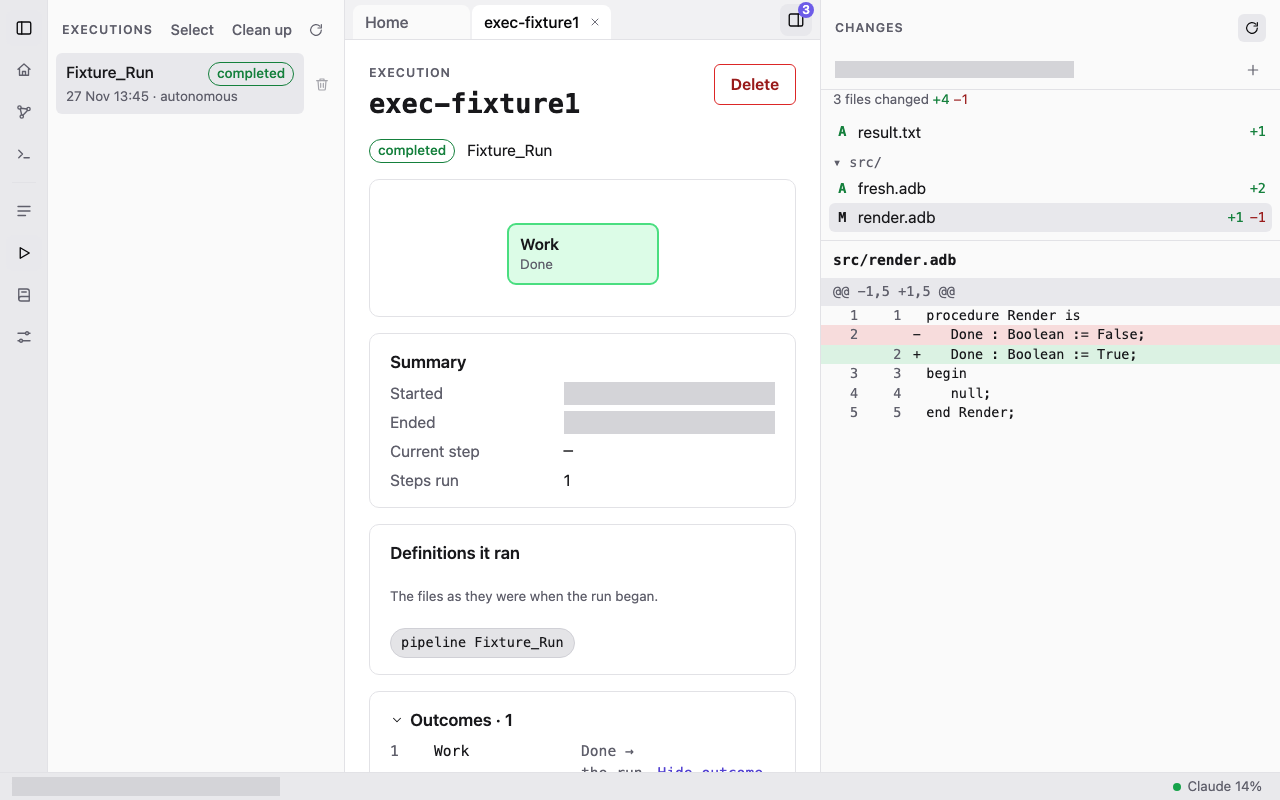 EXECUTIONS Select Clean up
Fixture_Run completed
27 Nov 13:45 · autonomous
Home exec-fixture1 × 3
EXECUTION
exec-fixture1
Delete
completed Fixture_Run
Work
Done
Summary
Started
Ended
Current step –
Steps run 1
Definitions it ran
The files as they were when the run began.
pipeline Fixture_Run
Outcomes · 1
1 Work Done →
the run Hide outcome
CHANGES
3 files changed +4 −1
A result.txt +1
▾ src/
A fresh.adb +2
M render.adb +1 −1
src/render.adb
@@ −1,5 +1,5 @@
1 1 procedure Render is
2 − Done : Boolean := False;
2 + Done : Boolean := True;
3 3 begin
4 4 null;
5 5 end Render;
Claude 14%